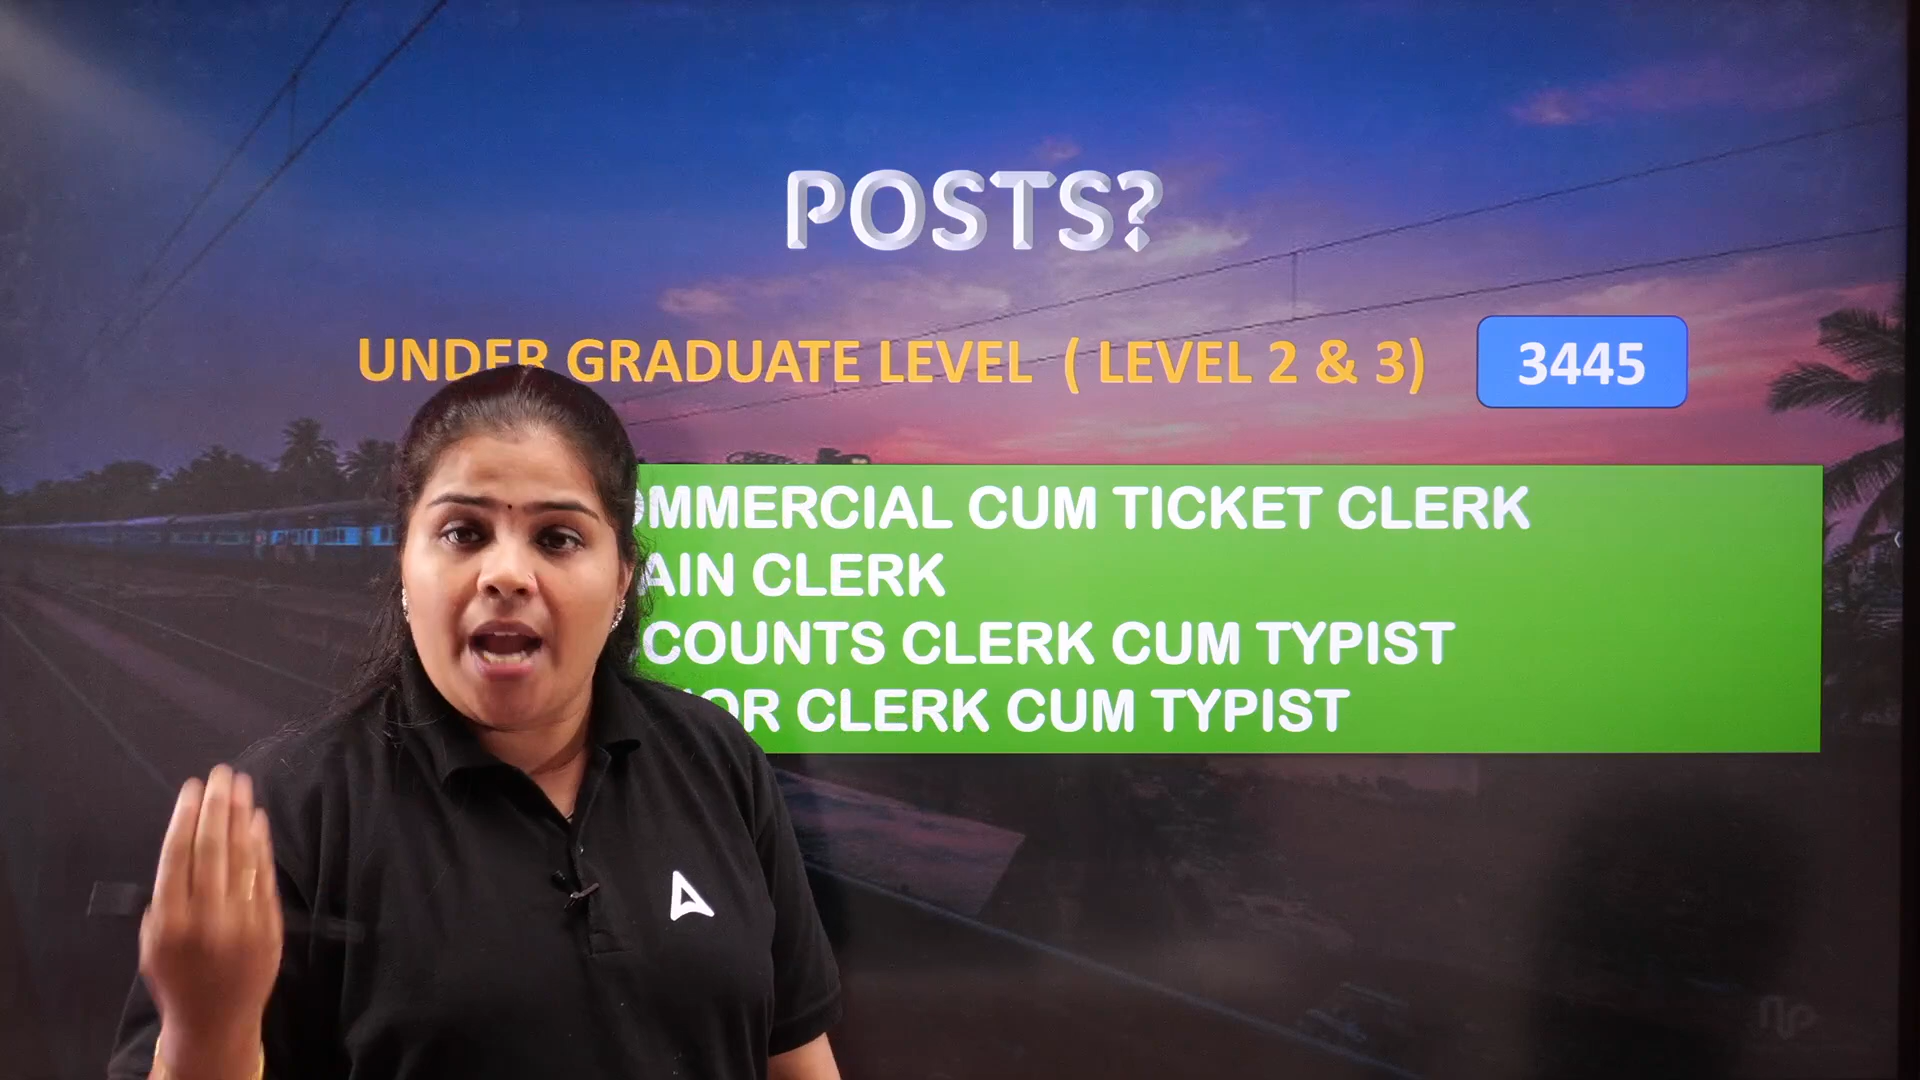 POSTS?
UNDER GRADUATE LEVEL ( LEVEL 2 & 3) 3445
OMMERCIAL CUM TICKET CLERK
AIN CLERK
COUNTS CLERK CUM TYPIST
OR CLERK CUM TYPIST